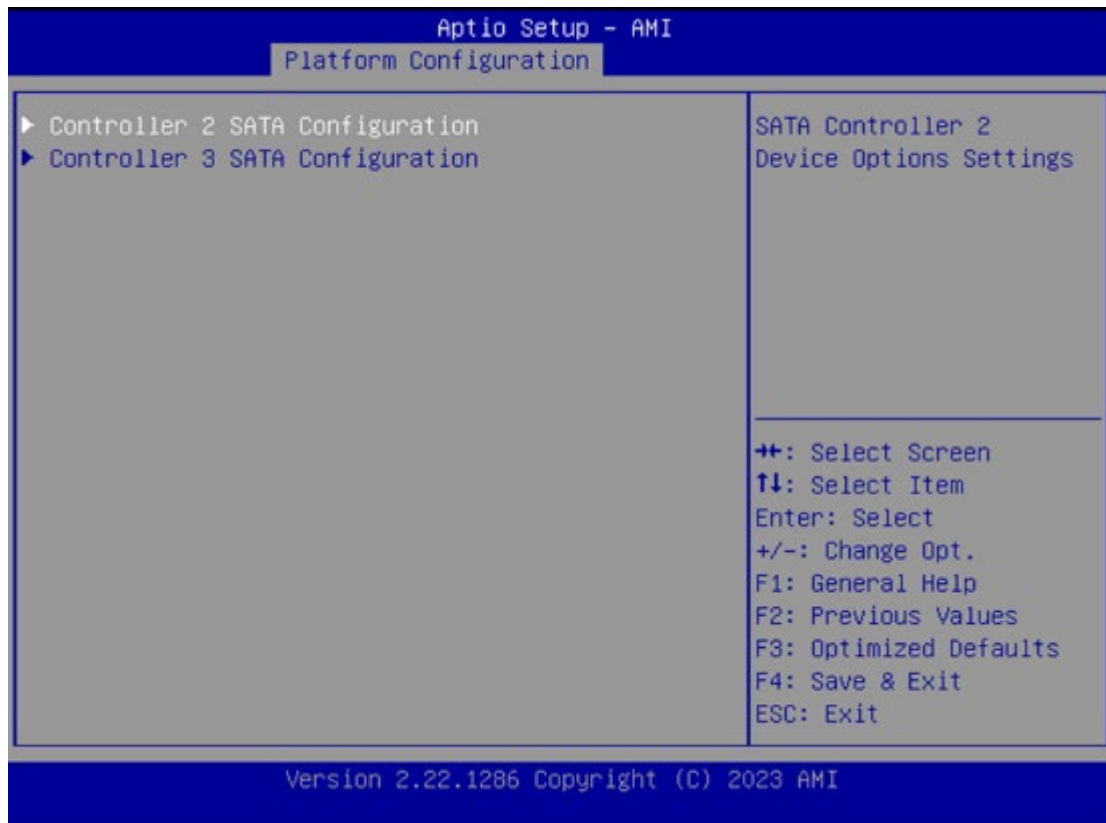 Aptio Setup – AMI
Platform Configuration
▶ Controller 2 SATA Configuration
▶ Controller 3 SATA Configuration
SATA Controller 2
Device Options Settings
→←: Select Screen
↑↓: Select Item
Enter: Select
+/-: Change Opt.
F1: General Help
F2: Previous Values
F3: Optimized Defaults
F4: Save & Exit
ESC: Exit
Version 2.22.1286 Copyright (C) 2023 AMI